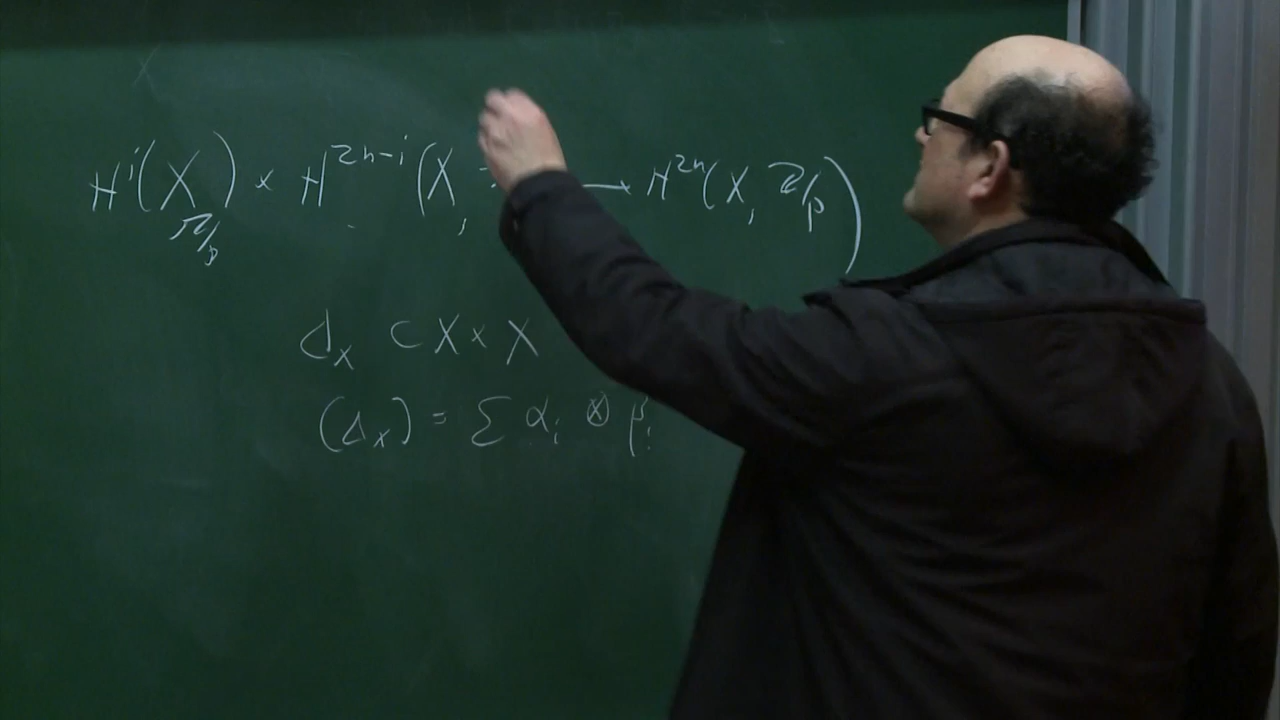 H^i(X, Z/p) × H^{2n-i}(X, → H^{2n}(X, Z/p)
Δ_X ⊂ X × X
(Δ_X) = Σ α_i ⊗ β_i